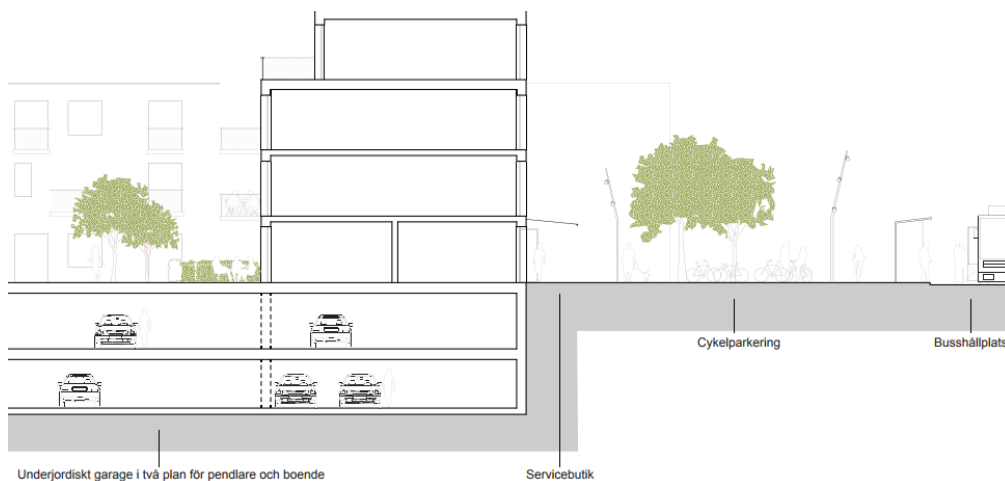 Cykelparkering
Busshållplats
Underjordiskt garage i två plan för pendlare och boende
Servicebutik